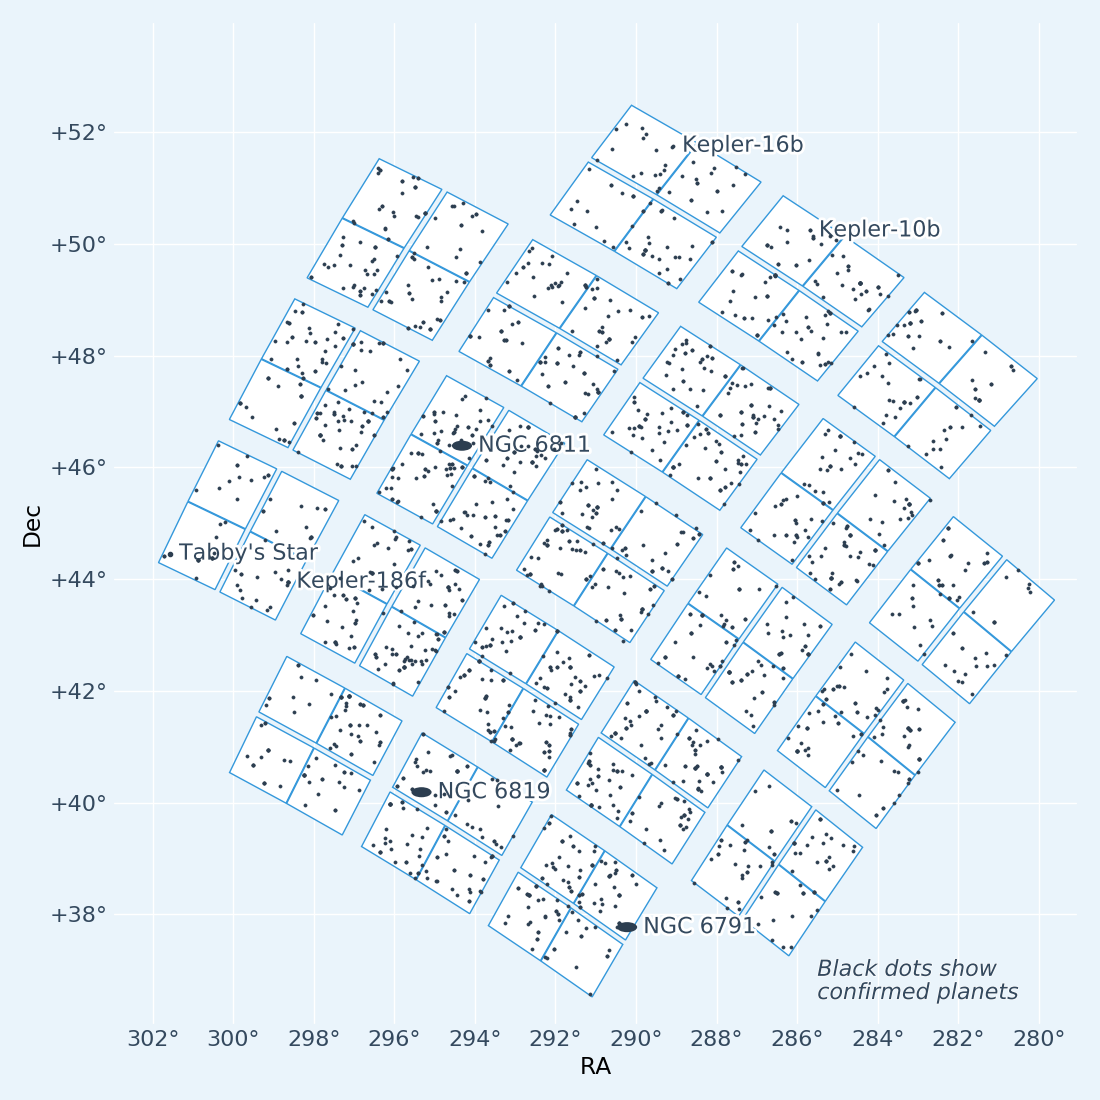 Kepler-16b
+52°
Kepler-10b
+50°
+48°
NGC 6811
+46°
Dec
Tabby's Star
Kepler-186f
+44°
+42°
NGC 6819
+40°
NGC 6791
+38°
Black dots show
confirmed planets
302° 300° 298° 296° 294° 292° 290° 288° 286° 284° 282° 280°
RA